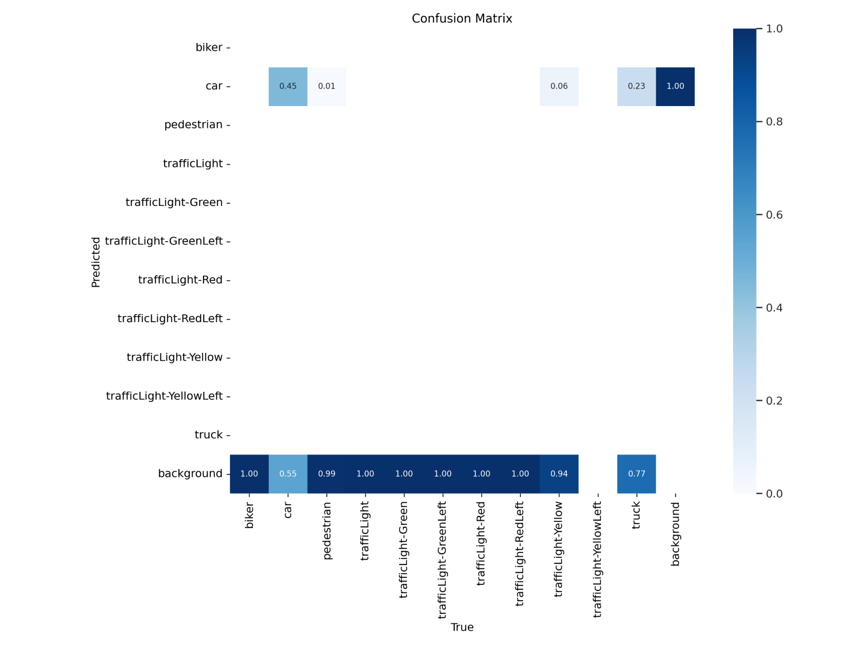 Confusion Matrix
biker
car
pedestrian
trafficLight
trafficLight-Green
trafficLight-GreenLeft
trafficLight-Red
trafficLight-RedLeft
trafficLight-Yellow
trafficLight-YellowLeft
truck
background
Predicted
0.45 0.01 0.06 0.23 1.00
1.00 0.55 0.99 1.00 1.00 1.00 1.00 1.00 0.94 0.77
biker
car
pedestrian
trafficLight
trafficLight-Green
trafficLight-GreenLeft
trafficLight-Red
trafficLight-RedLeft
trafficLight-Yellow
trafficLight-YellowLeft
truck
background
True
1.0
0.8
0.6
0.4
0.2
0.0